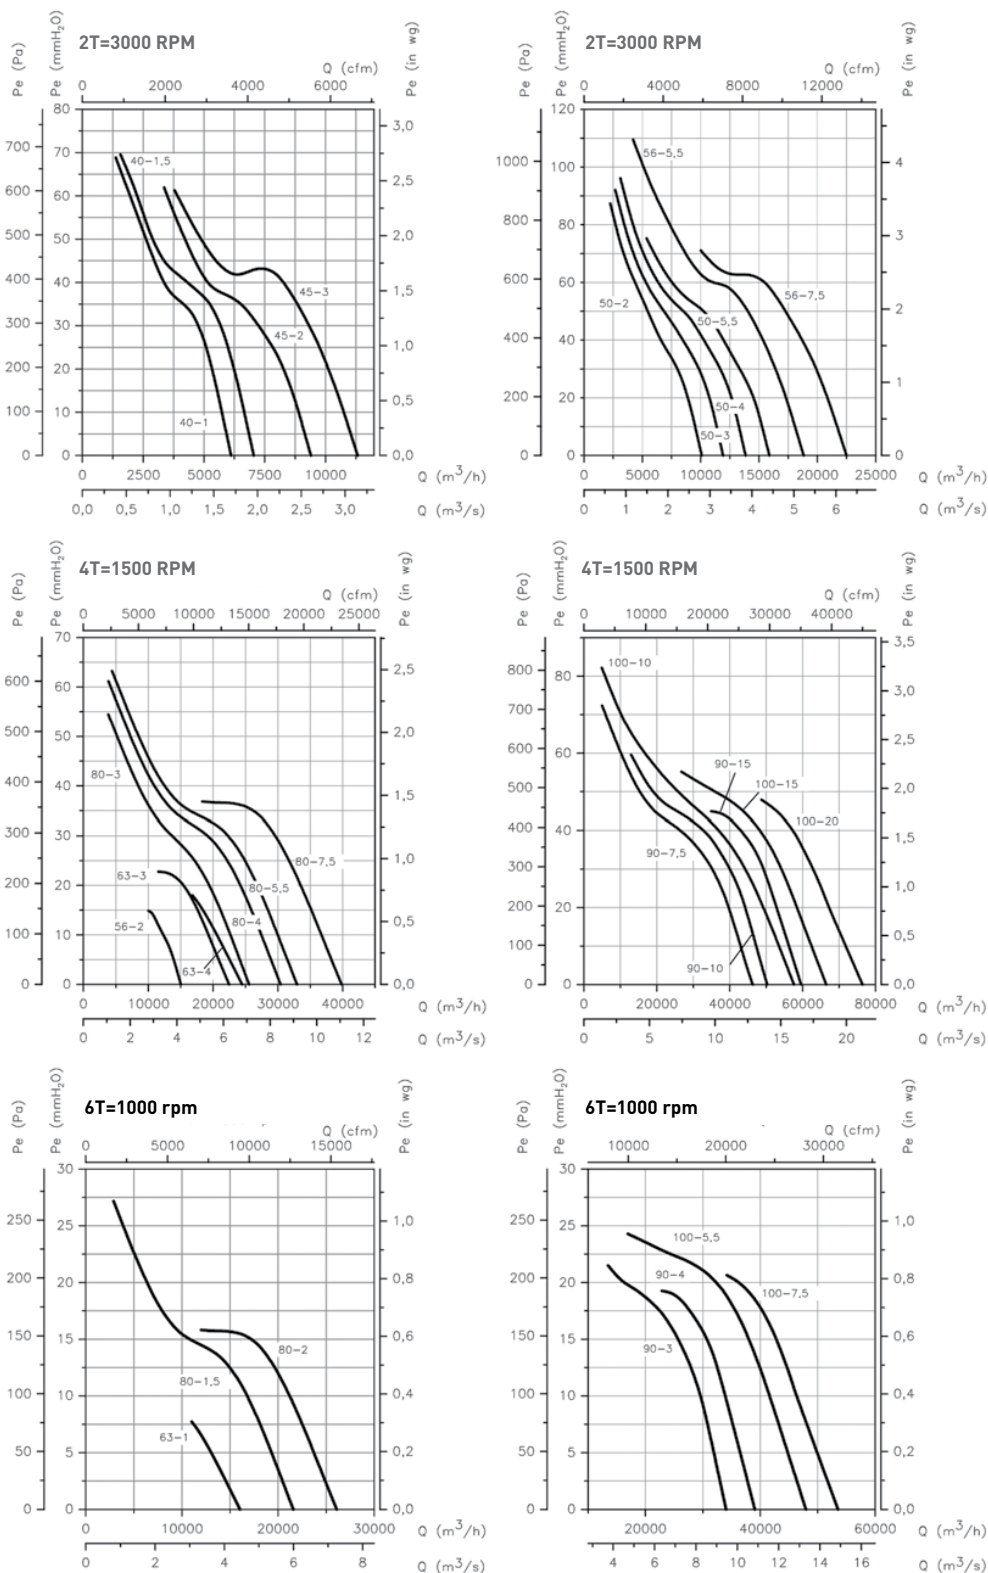 2T=3000 RPM
Pe (Pa)
Pe (mmH2O)
Q (cfm)
Pe (in wg)
0 2000 4000 6000
80
70
60
50
40
30
20
10
0
700
600
500
400
300
200
100
0
3,0
2,5
2,0
1,5
1,0
0,5
0,0
40-1,5
45-3
45-2
40-1
0 2500 5000 7500 10000
Q (m3/h)
0,0 0,5 1,0 1,5 2,0 2,5 3,0
Q (m3/s)
2T=3000 RPM
Pe (Pa)
Pe (mmH2O)
Q (cfm)
Pe (in wg)
0 4000 8000 12000
120
100
80
60
40
20
0
1000
800
600
400
200
0
4
3
2
1
0
56-5,5
56-7,5
50-2
50-5,5
50-4
50-3
0 5000 10000 15000 20000 25000
Q (m3/h)
0 1 2 3 4 5 6
Q (m3/s)
4T=1500 RPM
Pe (Pa)
Pe (mmH2O)
Q (cfm)
Pe (in wg)
0 5000 10000 15000 20000 25000
70
60
50
40
30
20
10
0
600
500
400
300
200
100
0
2,5
2,0
1,5
1,0
0,5
0,0
80-3
80-7,5
63-3
80-5,5
56-2
80-4
63-4
0 10000 20000 30000 40000
Q (m3/h)
0 2 4 6 8 10 12
Q (m3/s)
4T=1500 RPM
Pe (Pa)
Pe (mmH2O)
Q (cfm)
Pe (in wg)
0 10000 20000 30000 40000
80
60
40
20
0
800
700
600
500
400
300
200
100
0
3,5
3,0
2,5
2,0
1,5
1,0
0,5
0,0
100-10
90-15
100-15
100-20
90-7,5
90-10
0 20000 40000 60000 80000
Q (m3/h)
0 5 10 15 20
Q (m3/s)
6T=1000 rpm
Pe (Pa)
Pe (mmH2O)
Q (cfm)
Pe (in wg)
0 5000 10000 15000
30
25
20
15
10
5
0
250
200
150
100
50
0
1,0
0,8
0,6
0,4
0,2
0,0
80-2
80-1,5
63-1
0 10000 20000 30000
Q (m3/h)
0 2 4 6 8
Q (m3/s)
6T=1000 rpm
Pe (Pa)
Pe (mmH2O)
Q (cfm)
Pe (in wg)
10000 20000 30000
30
25
20
15
10
5
0
250
200
150
100
50
0
1,0
0,8
0,6
0,4
0,2
0,0
100-5,5
90-4
100-7,5
90-3
20000 40000 60000
Q (m3/h)
4 6 8 10 12 14 16
Q (m3/s)